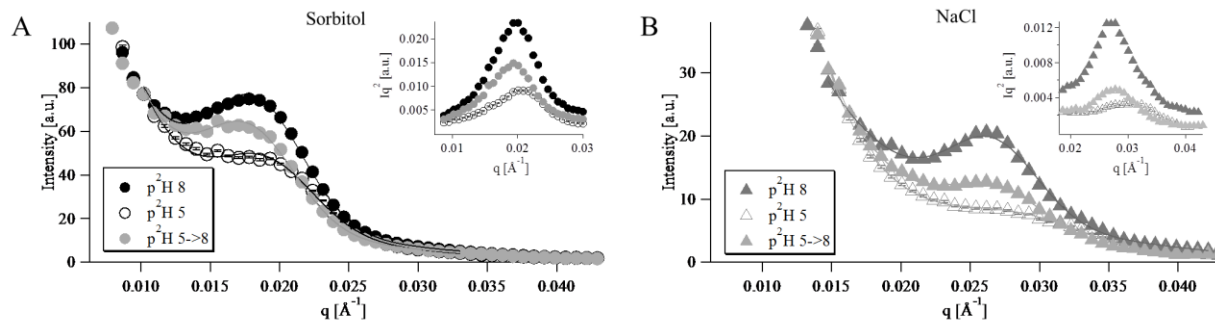 A
Sorbitol
100
80
60
40
20
0
Intensity [a.u.]
p²H 8
p²H 5
p²H 5->8
0.010 0.015 0.020 0.025 0.030 0.035 0.040
q [Å⁻¹]
0.020
0.015
0.010
0.005
Iq² [a.u.]
0.01 0.02 0.03
q [Å⁻¹]
B
NaCl
30
20
10
0
Intensity [a.u.]
p²H 8
p²H 5
p²H 5->8
0.010 0.015 0.020 0.025 0.030 0.035 0.040
q [Å⁻¹]
0.012
0.008
0.004
Iq² [a.u.]
0.02 0.03 0.04
q [Å⁻¹]